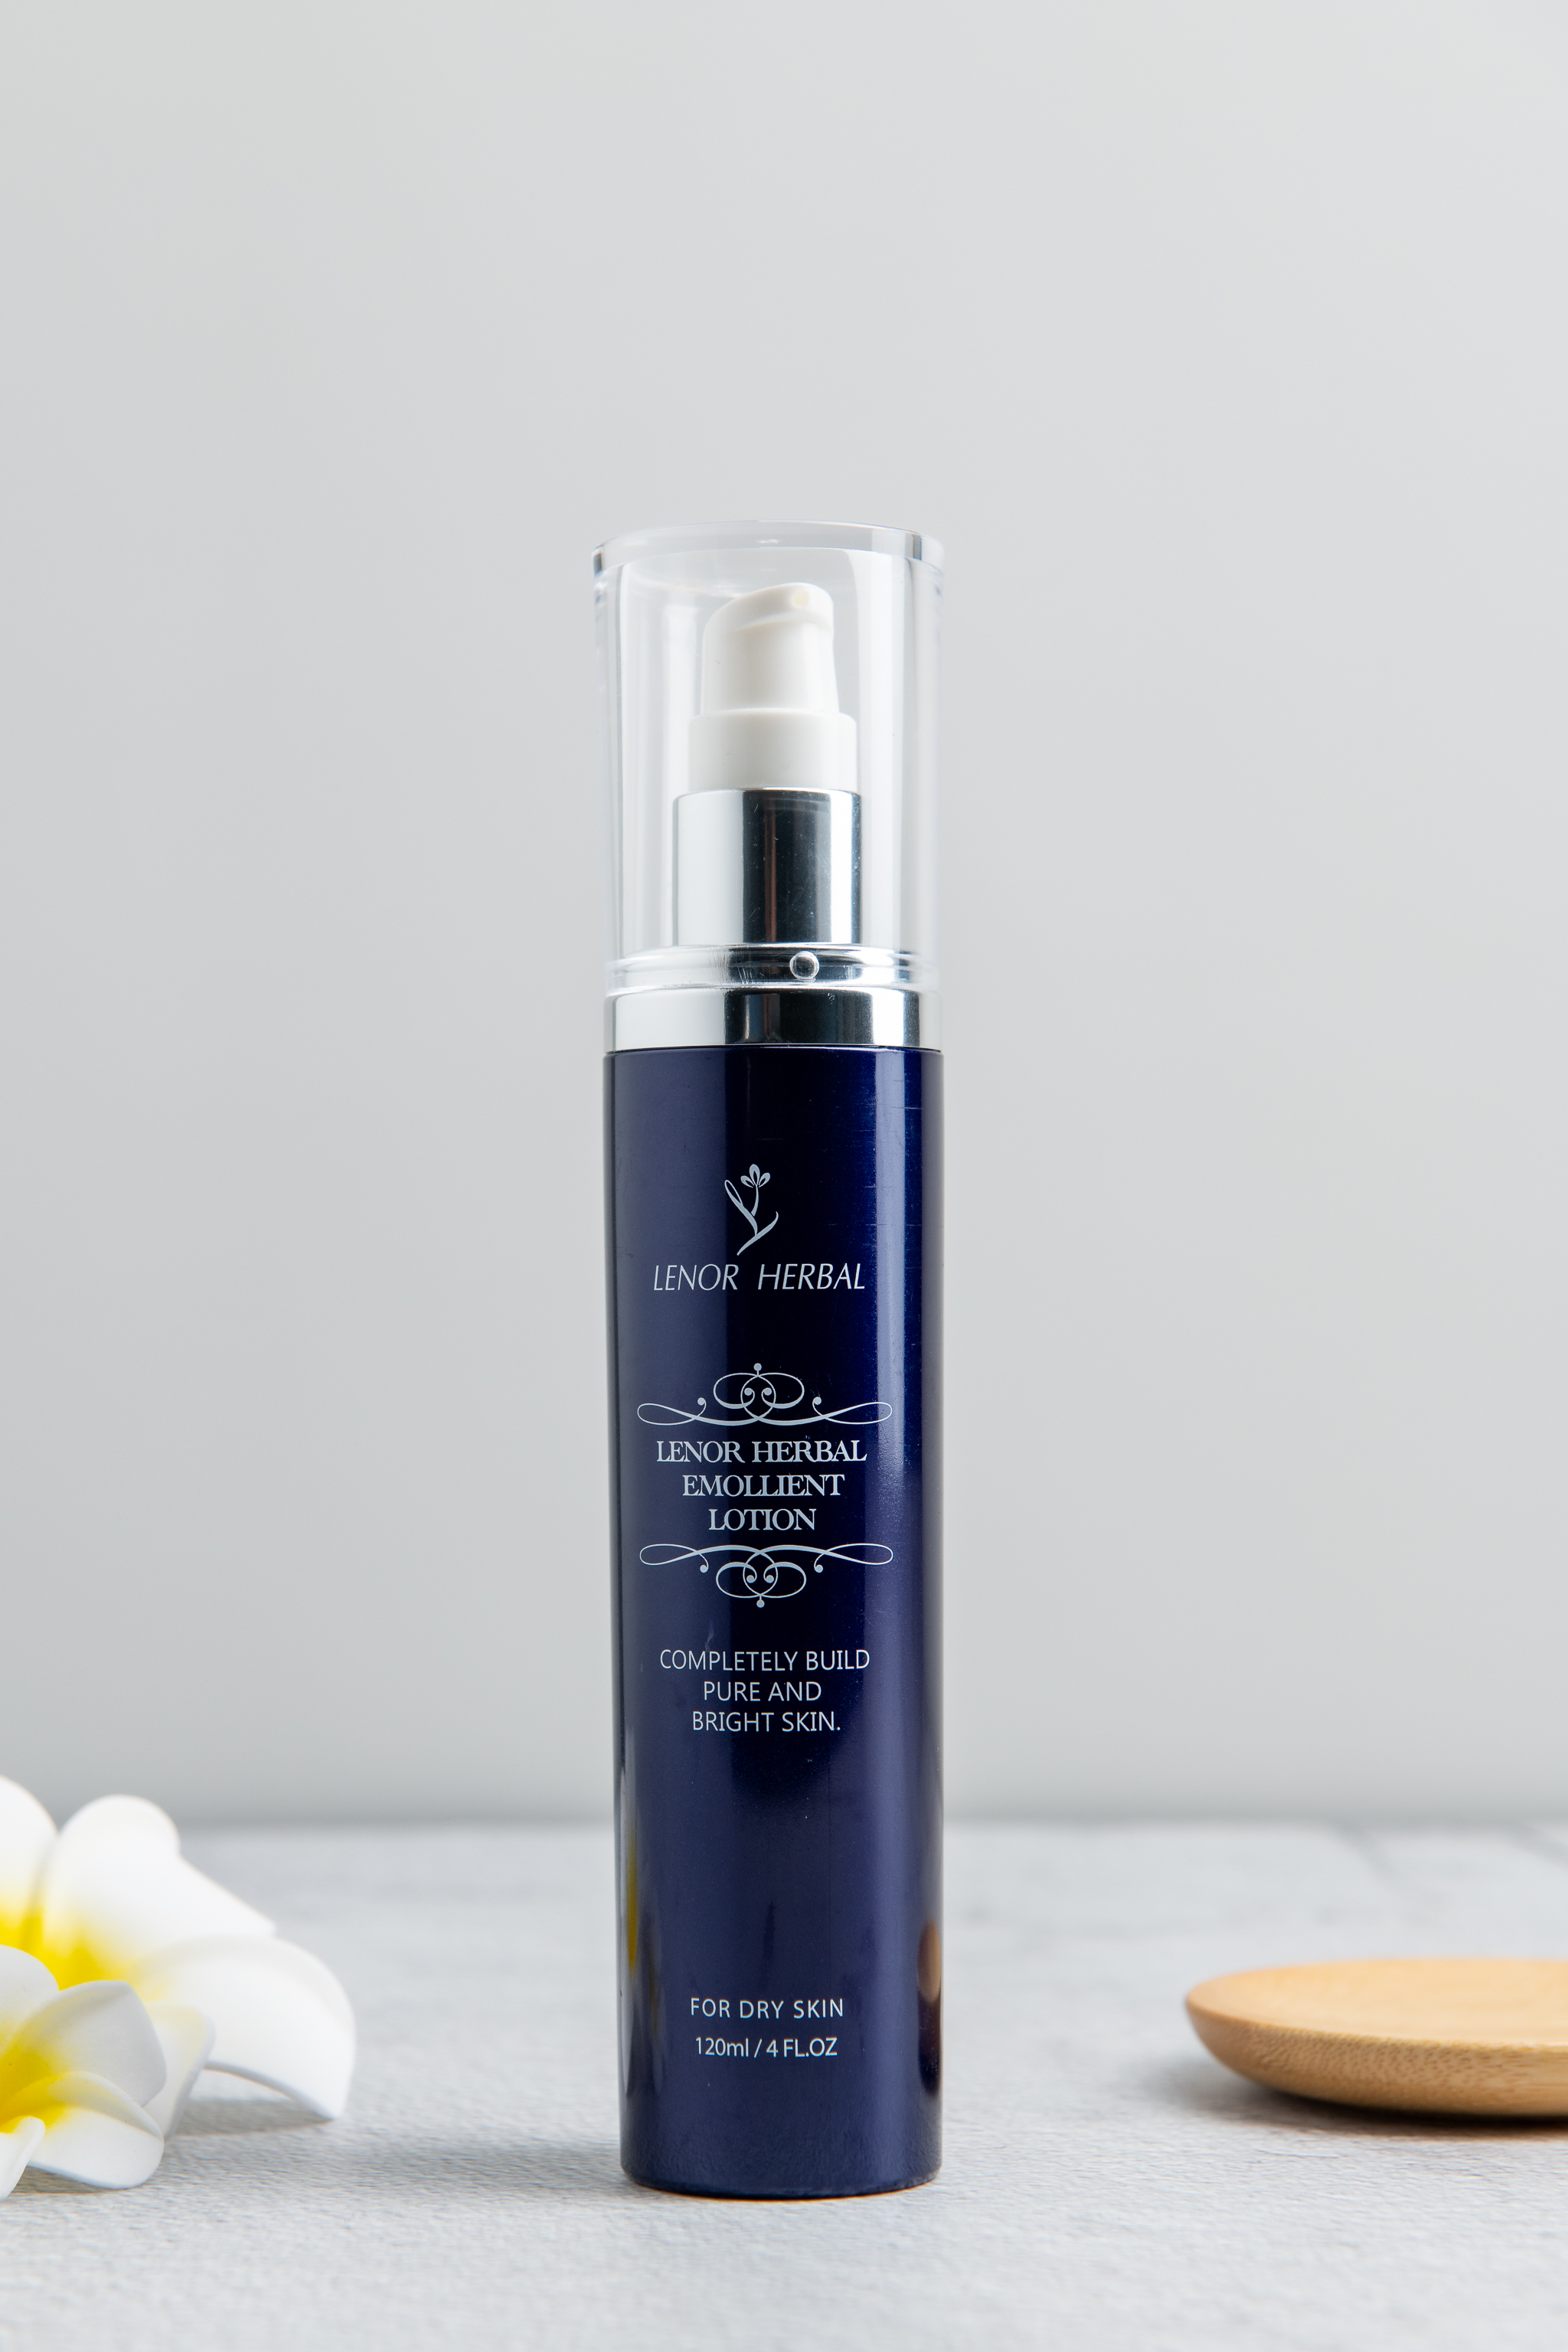 LENOR HERBAL
LENOR HERBAL
EMOLLIENT
LOTION
COMPLETELY BUILD
PURE AND
BRIGHT SKIN.
FOR DRY SKIN
120ml / 4 FL.OZ